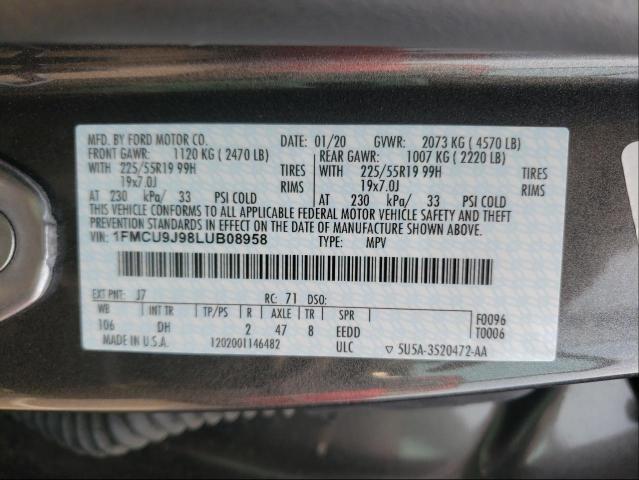 MFD. BY FORD MOTOR CO. DATE: 01/20 GVWR: 2073 KG (4570 LB)
FRONT GAWR: 1120 KG (2470 LB) REAR GAWR: 1007 KG (2220 LB)
WITH 225/55R19 99H TIRES WITH 225/55R19 99H TIRES
19x7.0J RIMS 19x7.0J RIMS
AT 230 kPa/ 33 PSI COLD AT 230 kPa/ 33 PSI COLD
THIS VEHICLE CONFORMS TO ALL APPLICABLE FEDERAL MOTOR VEHICLE SAFETY AND THEFT
PREVENTION STANDARDS IN EFFECT ON THE DATE OF MANUFACTURE SHOWN ABOVE.
VIN: 1FMCU9J98LUB08958 TYPE: MPV
EXT PNT: J7 RC: 71 DSO:
WB INT TR TP/PS R AXLE TR SPR F0096
106 DH 2 47 8 EEDD T0006
MADE IN U.S.A. 1202001146482 ULC ▽ 5U5A-3520472-AA